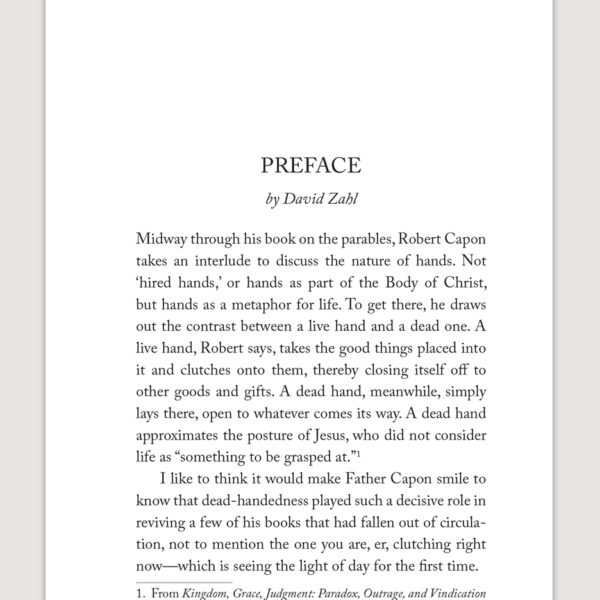 PREFACE
by David Zahl
Midway through his book on the parables, Robert Capon
takes an interlude to discuss the nature of hands. Not
‘hired hands,’ or hands as part of the Body of Christ,
but hands as a metaphor for life. To get there, he draws
out the contrast between a live hand and a dead one. A
live hand, Robert says, takes the good things placed into
it and clutches onto them, thereby closing itself off to
other goods and gifts. A dead hand, meanwhile, simply
lays there, open to whatever comes its way. A dead hand
approximates the posture of Jesus, who did not consider
life as “something to be grasped at.”¹
I like to think it would make Father Capon smile to
know that dead-handedness played such a decisive role in
reviving a few of his books that had fallen out of circula-
tion, not to mention the one you are, er, clutching right
now—which is seeing the light of day for the first time.
1. From Kingdom, Grace, Judgment: Paradox, Outrage, and Vindication